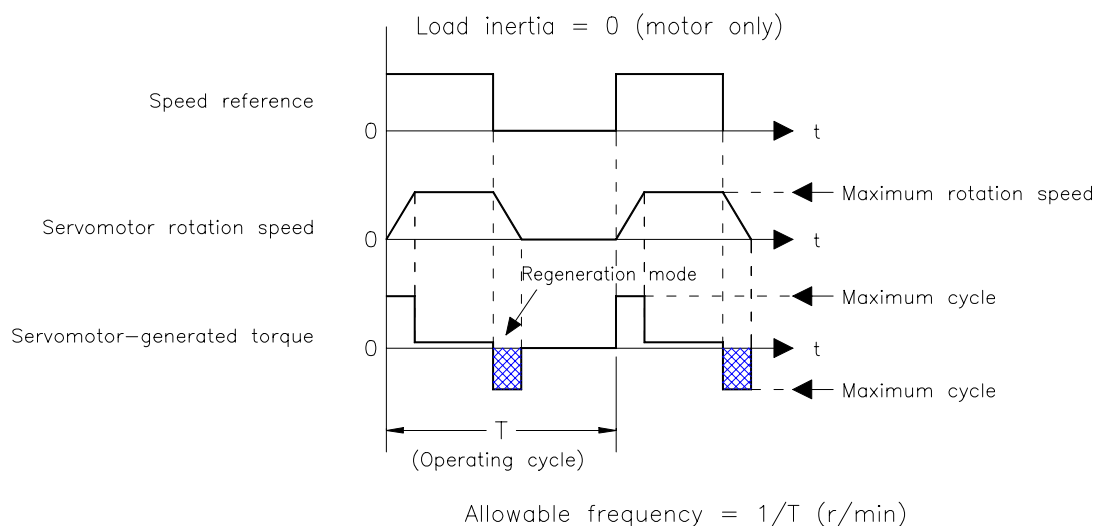 Load inertia = 0 (motor only)
Speed reference
0
t
Maximum rotation speed
Servomotor rotation speed
0
t
Regeneration mode
Maximum cycle
Servomotor-generated torque
0
t
Maximum cycle
T
(Operating cycle)
Allowable frequency = 1/T (r/min)